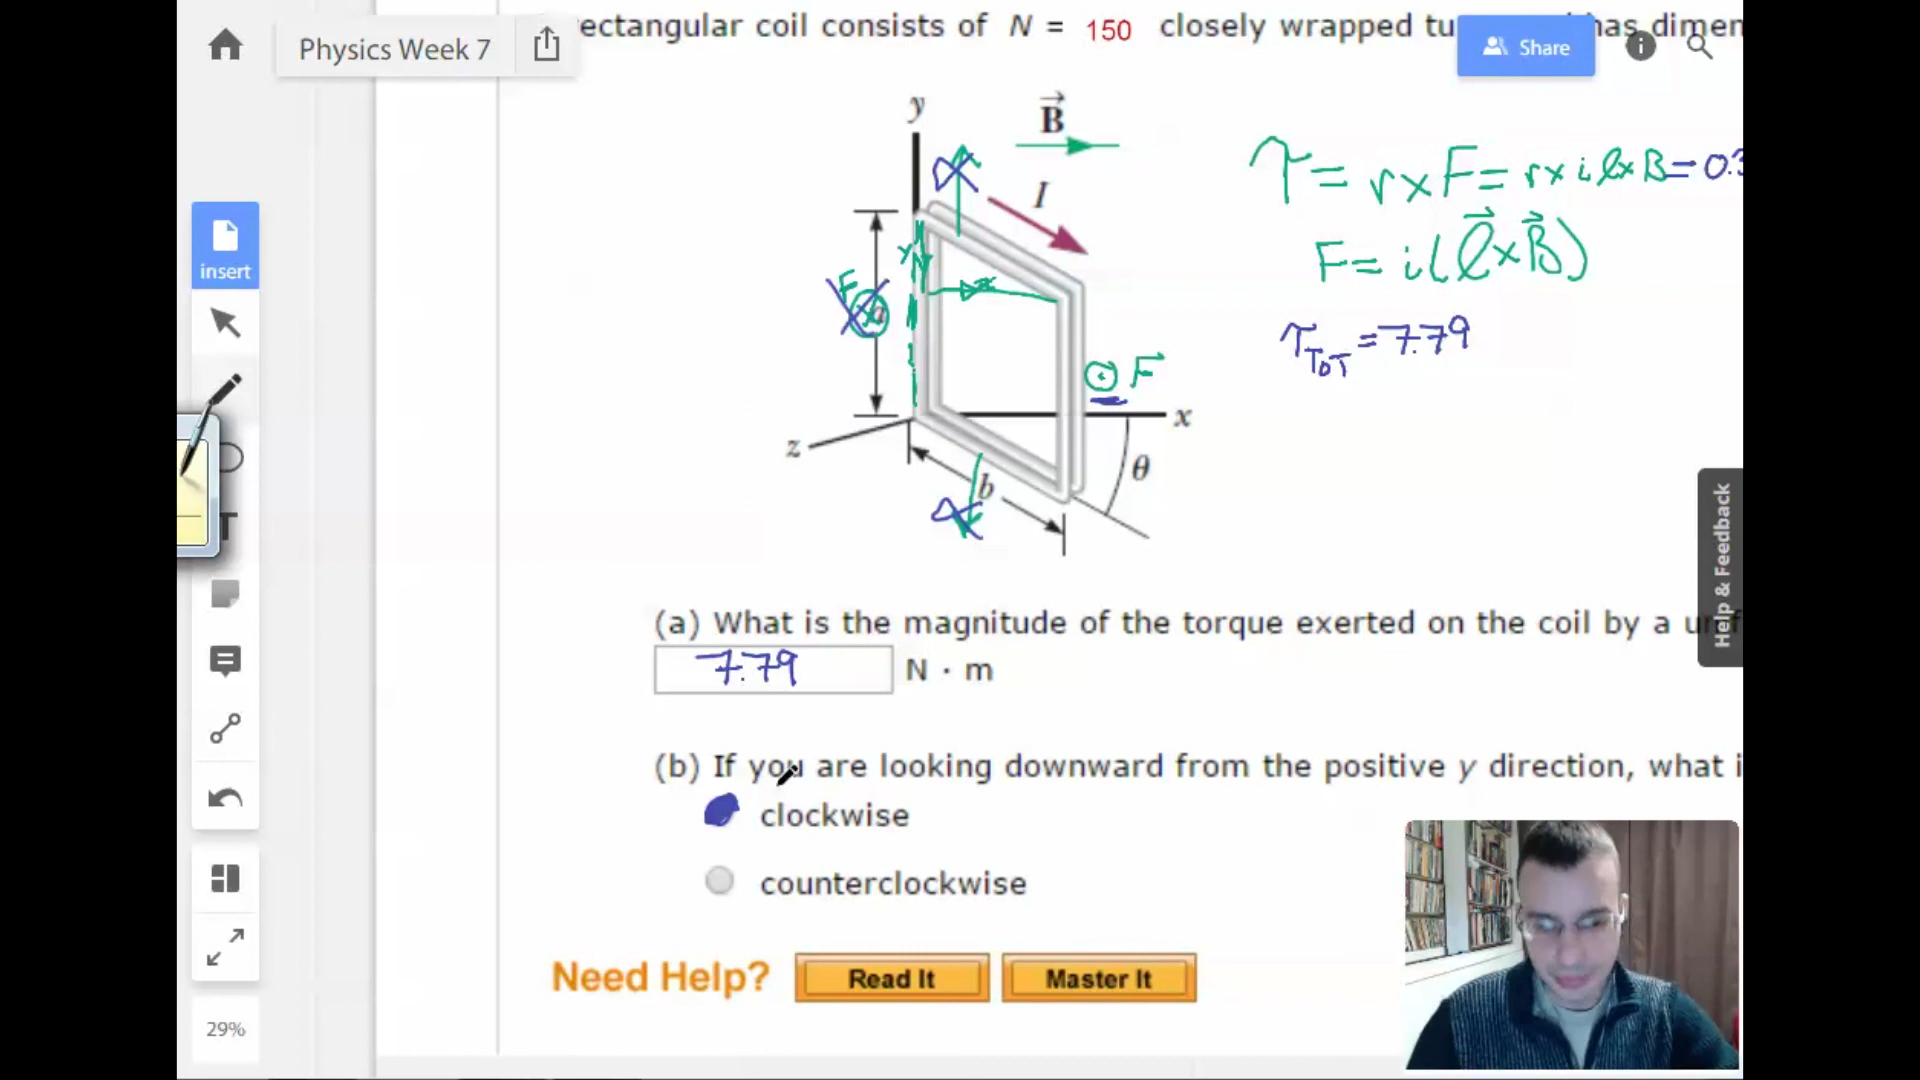 Physics Week 7
ectangular coil consists of N = 150 closely wrapped tu
has dimen
Share
y
B
I
τ = r x F = r x i l x B = 0.3
F = i(l x B)
τTOT = 7.79
insert
F
a
x
z
F
x
z
b
θ
Help & Feedback
(a) What is the magnitude of the torque exerted on the coil by a u
7.79 N · m
(b) If you are looking downward from the positive y direction, what i
clockwise
counterclockwise
Need Help? Read It Master It
29%
T